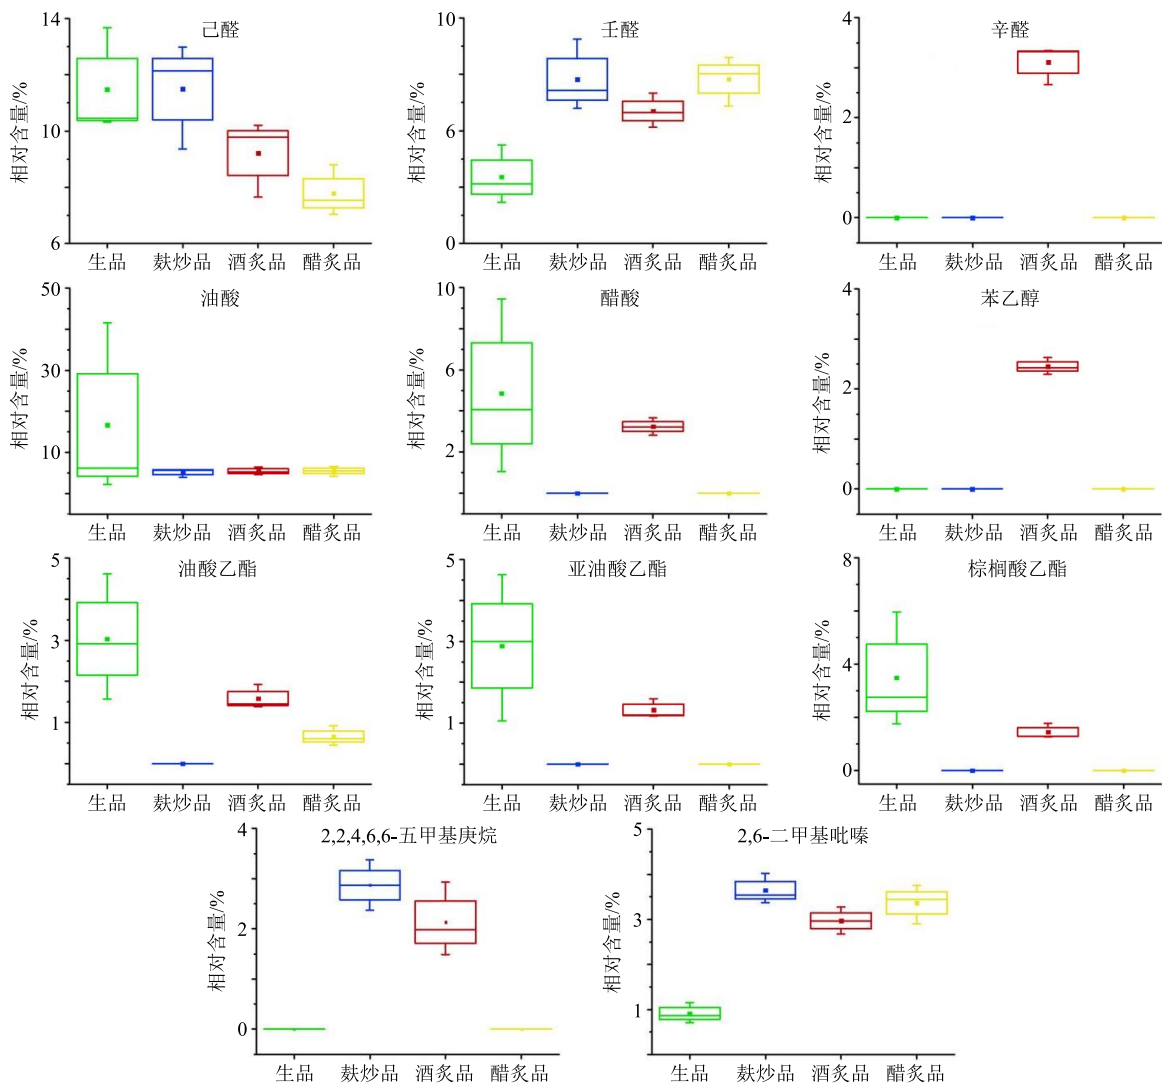 己醛
相对含量/%
14
10
6
生品 麸炒品 酒炙品 醋炙品
壬醛
相对含量/%
10
6
0
生品 麸炒品 酒炙品 醋炙品
辛醛
相对含量/%
4
2
0
生品 麸炒品 酒炙品 醋炙品
油酸
相对含量/%
50
30
10
生品 麸炒品 酒炙品 醋炙品
醋酸
相对含量/%
10
6
2
生品 麸炒品 酒炙品 醋炙品
苯乙醇
相对含量/%
4
2
0
生品 麸炒品 酒炙品 醋炙品
油酸乙酯
相对含量/%
5
3
1
生品 麸炒品 酒炙品 醋炙品
亚油酸乙酯
相对含量/%
5
3
1
生品 麸炒品 酒炙品 醋炙品
棕榈酸乙酯
相对含量/%
8
4
0
生品 麸炒品 酒炙品 醋炙品
2,2,4,6,6-五甲基庚烷
相对含量/%
4
2
0
生品 麸炒品 酒炙品 醋炙品
2,6-二甲基吡嗪
相对含量/%
5
3
1
生品 麸炒品 酒炙品 醋炙品